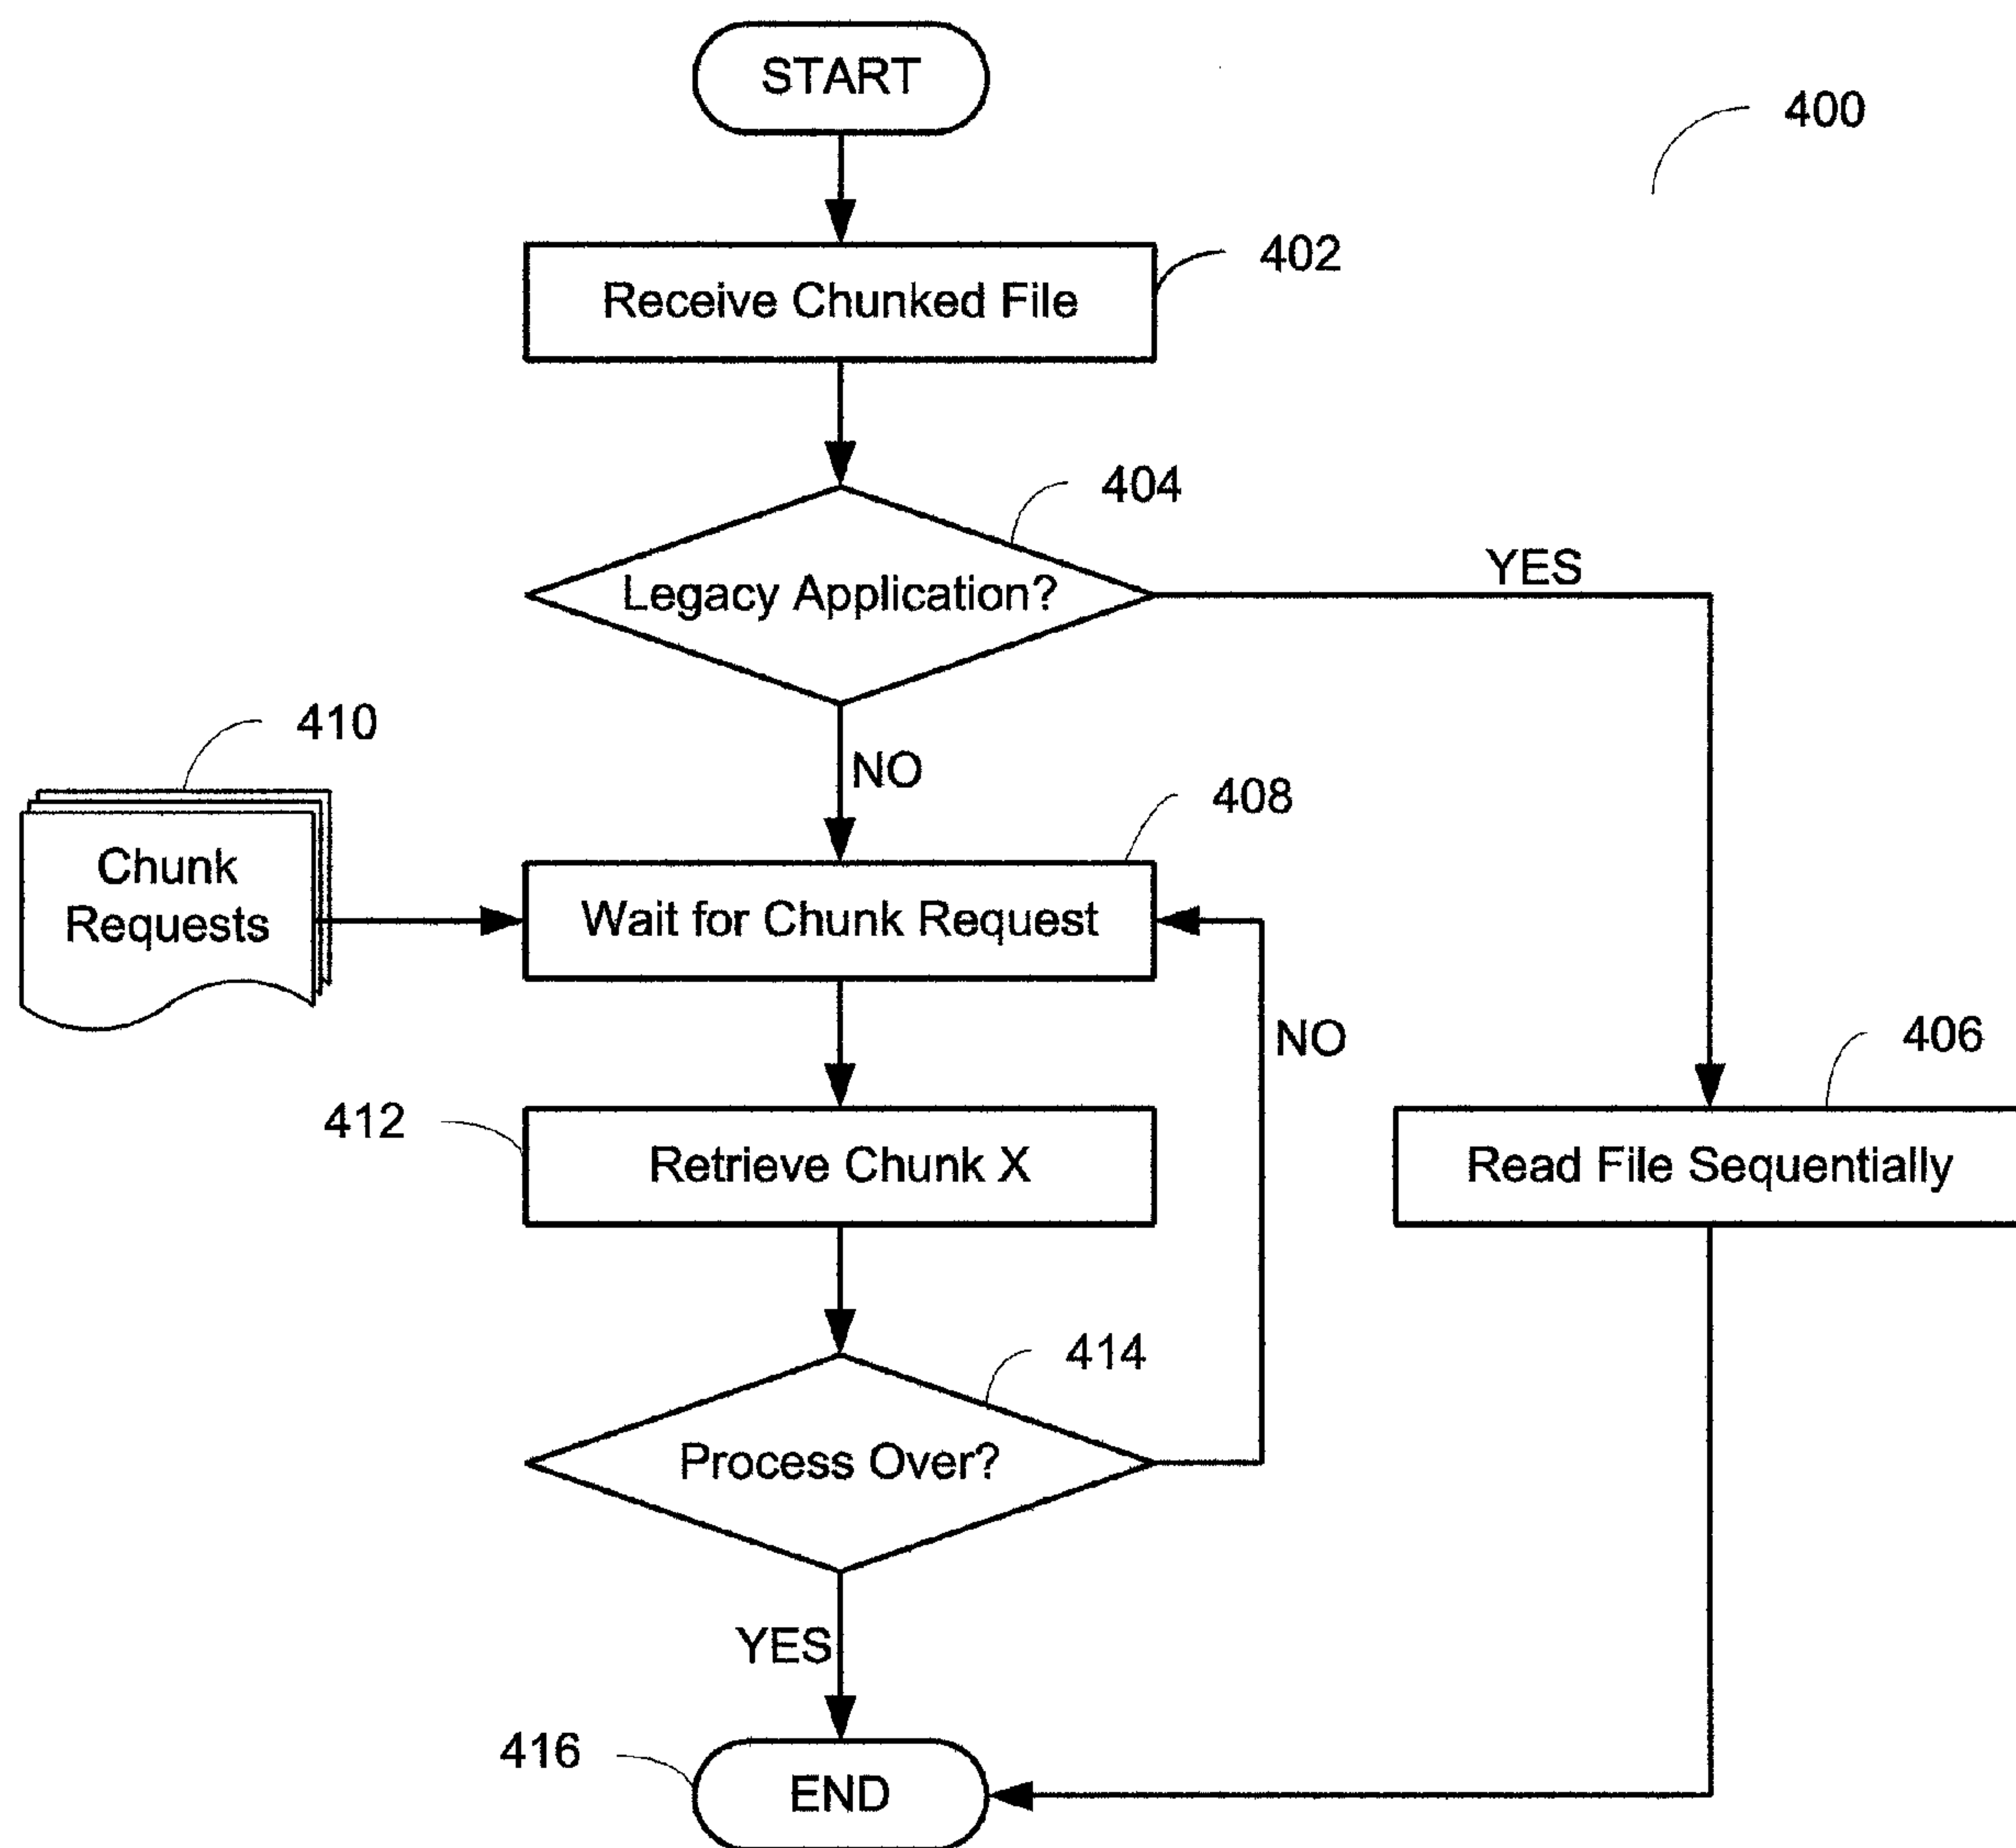 START
400
402
Receive Chunked File
404
Legacy Application?
YES
410
NO
408
Chunk
Requests
Wait for Chunk Request
NO
406
412
Retrieve Chunk X
Read File Sequentially
414
Process Over?
YES
416
END